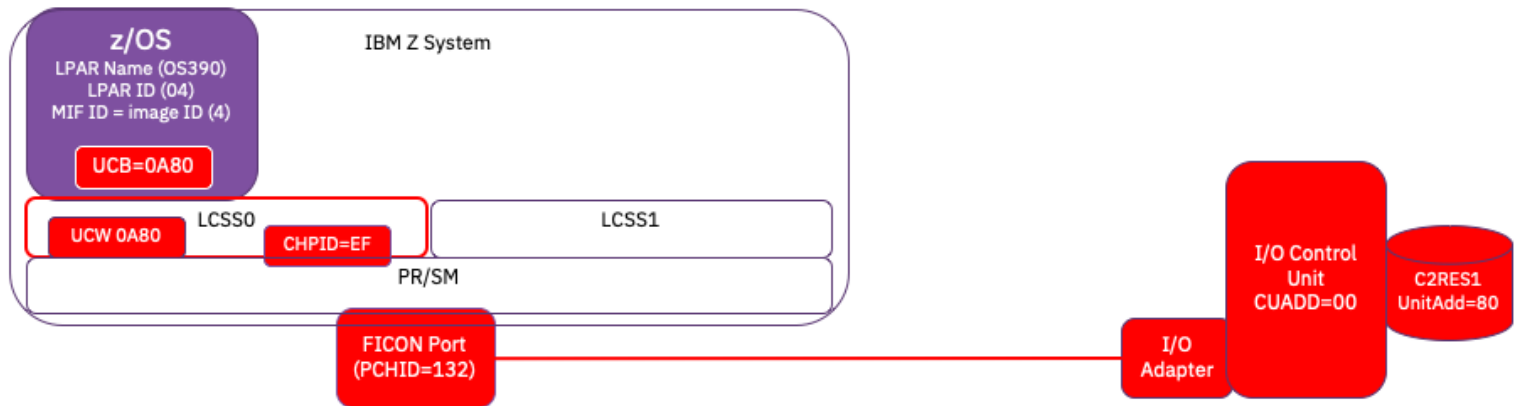 z/OS
LPAR Name (OS390)
LPAR ID (04)
MIF ID = image ID (4)
UCB=0A80
IBM Z System
UCW 0A80
LCSS0
CHPID=EF
LCSS1
PR/SM
FICON Port
(PCHID=132)
I/O
Adapter
I/O Control
Unit
CUADD=00
C2RES1
UnitAdd=80